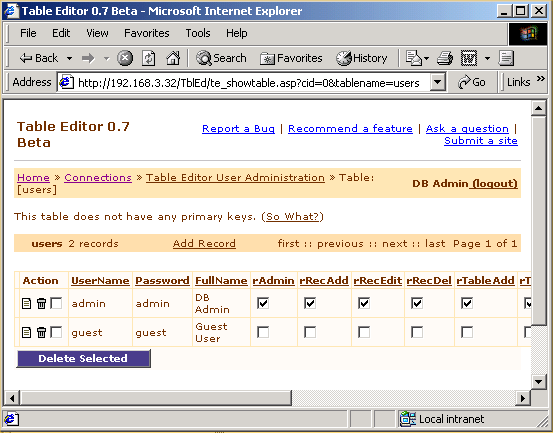 Table Editor 0.7 Beta - Microsoft Internet Explorer
File Edit View Favorites Tools Help
Back Search Favorites History
Address http://192.168.3.32/TblEd/te_showtable.asp?cid=0&tablename=users Go Links »
Table Editor 0.7 Beta
Report a Bug | Recommend a feature | Ask a question |
Submit a site
Home » Connections » Table Editor User Administration » Table:
[users]
DB Admin (logout)
This table does not have any primary keys. (So What?)
users 2 records Add Record first :: previous :: next :: last Page 1 of 1
Action UserName Password FullName rAdmin rRecAdd rRecEdit rRecDel rTableAdd rT
admin admin DB Admin
guest guest Guest User
Delete Selected
Local intranet